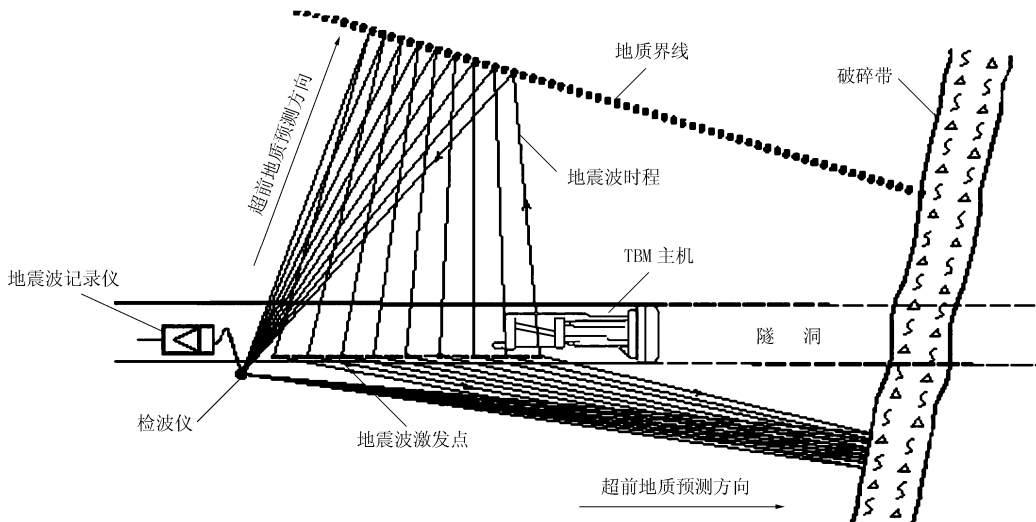 地质界线
破碎带
超前地质预测方向
地震波时程
TBM 主机
地震波记录仪
隧 洞
检波仪
地震波激发点
超前地质预测方向